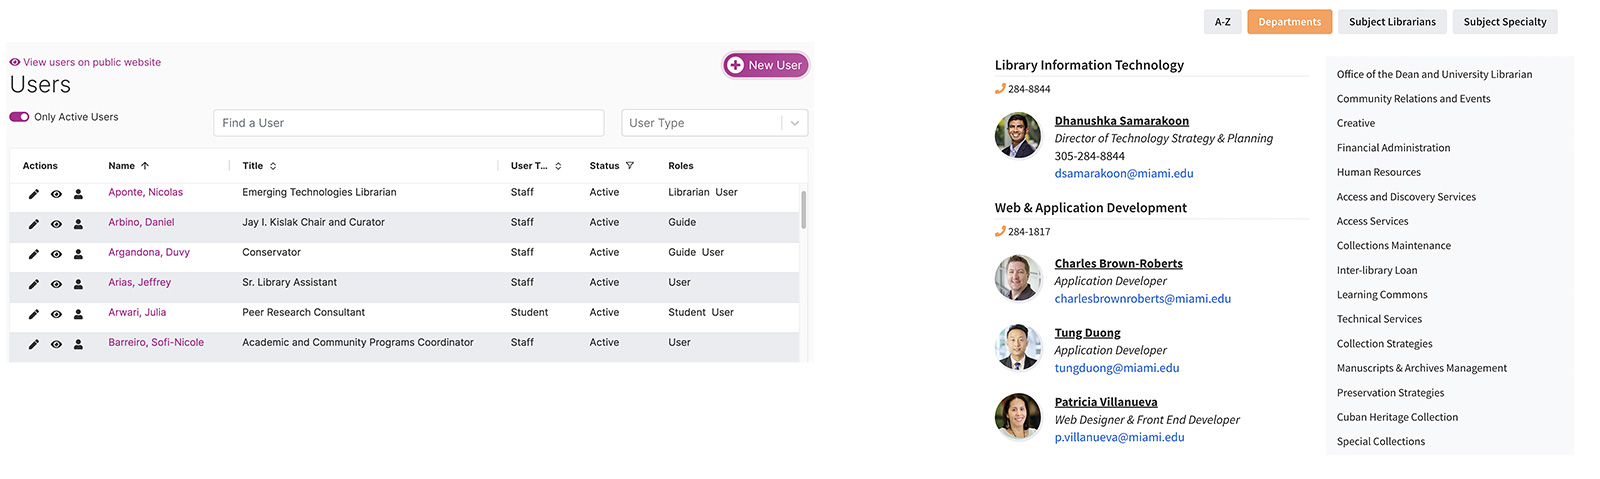 View users on public website
Users
New User
Only Active Users
Find a User
User Type
Actions Name Title User T... Status Roles
Aponte, Nicolas Emerging Technologies Librarian Staff Active Librarian User
Arbino, Daniel Jay I. Kislak Chair and Curator Staff Active Guide
Argandona, Duvy Conservator Staff Active Guide User
Arias, Jeffrey Sr. Library Assistant Staff Active User
Arwari, Julia Peer Research Consultant Student Active Student User
Barreiro, Sofi-Nicole Academic and Community Programs Coordinator Staff Active User
A-Z Departments Subject Librarians Subject Specialty
Library Information Technology
284-8844
Dhanushka Samarakoon
Director of Technology Strategy & Planning
305-284-8844
dsamarakoon@miami.edu
Web & Application Development
284-1817
Charles Brown-Roberts
Application Developer
charlesbrownroberts@miami.edu
Tung Duong
Application Developer
tungduong@miami.edu
Patricia Villanueva
Web Designer & Front End Developer
p.villanueva@miami.edu
Office of the Dean and University Librarian
Community Relations and Events
Creative
Financial Administration
Human Resources
Access and Discovery Services
Access Services
Collections Maintenance
Inter-library Loan
Learning Commons
Technical Services
Collection Strategies
Manuscripts & Archives Management
Preservation Strategies
Cuban Heritage Collection
Special Collections